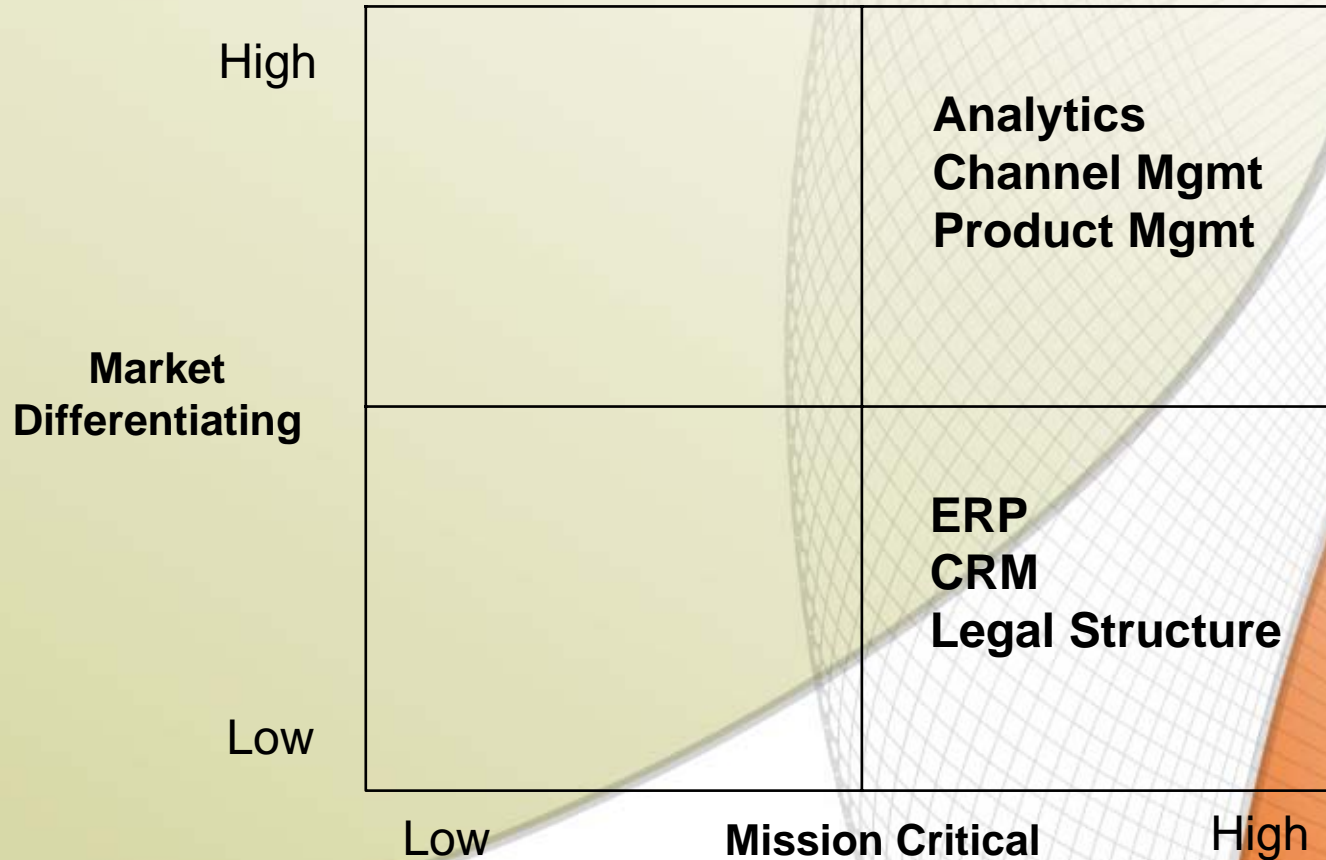 High
Analytics
Channel Mgmt
Product Mgmt
Market
Differentiating
ERP
CRM
Legal Structure
Low
Low
Mission Critical
High